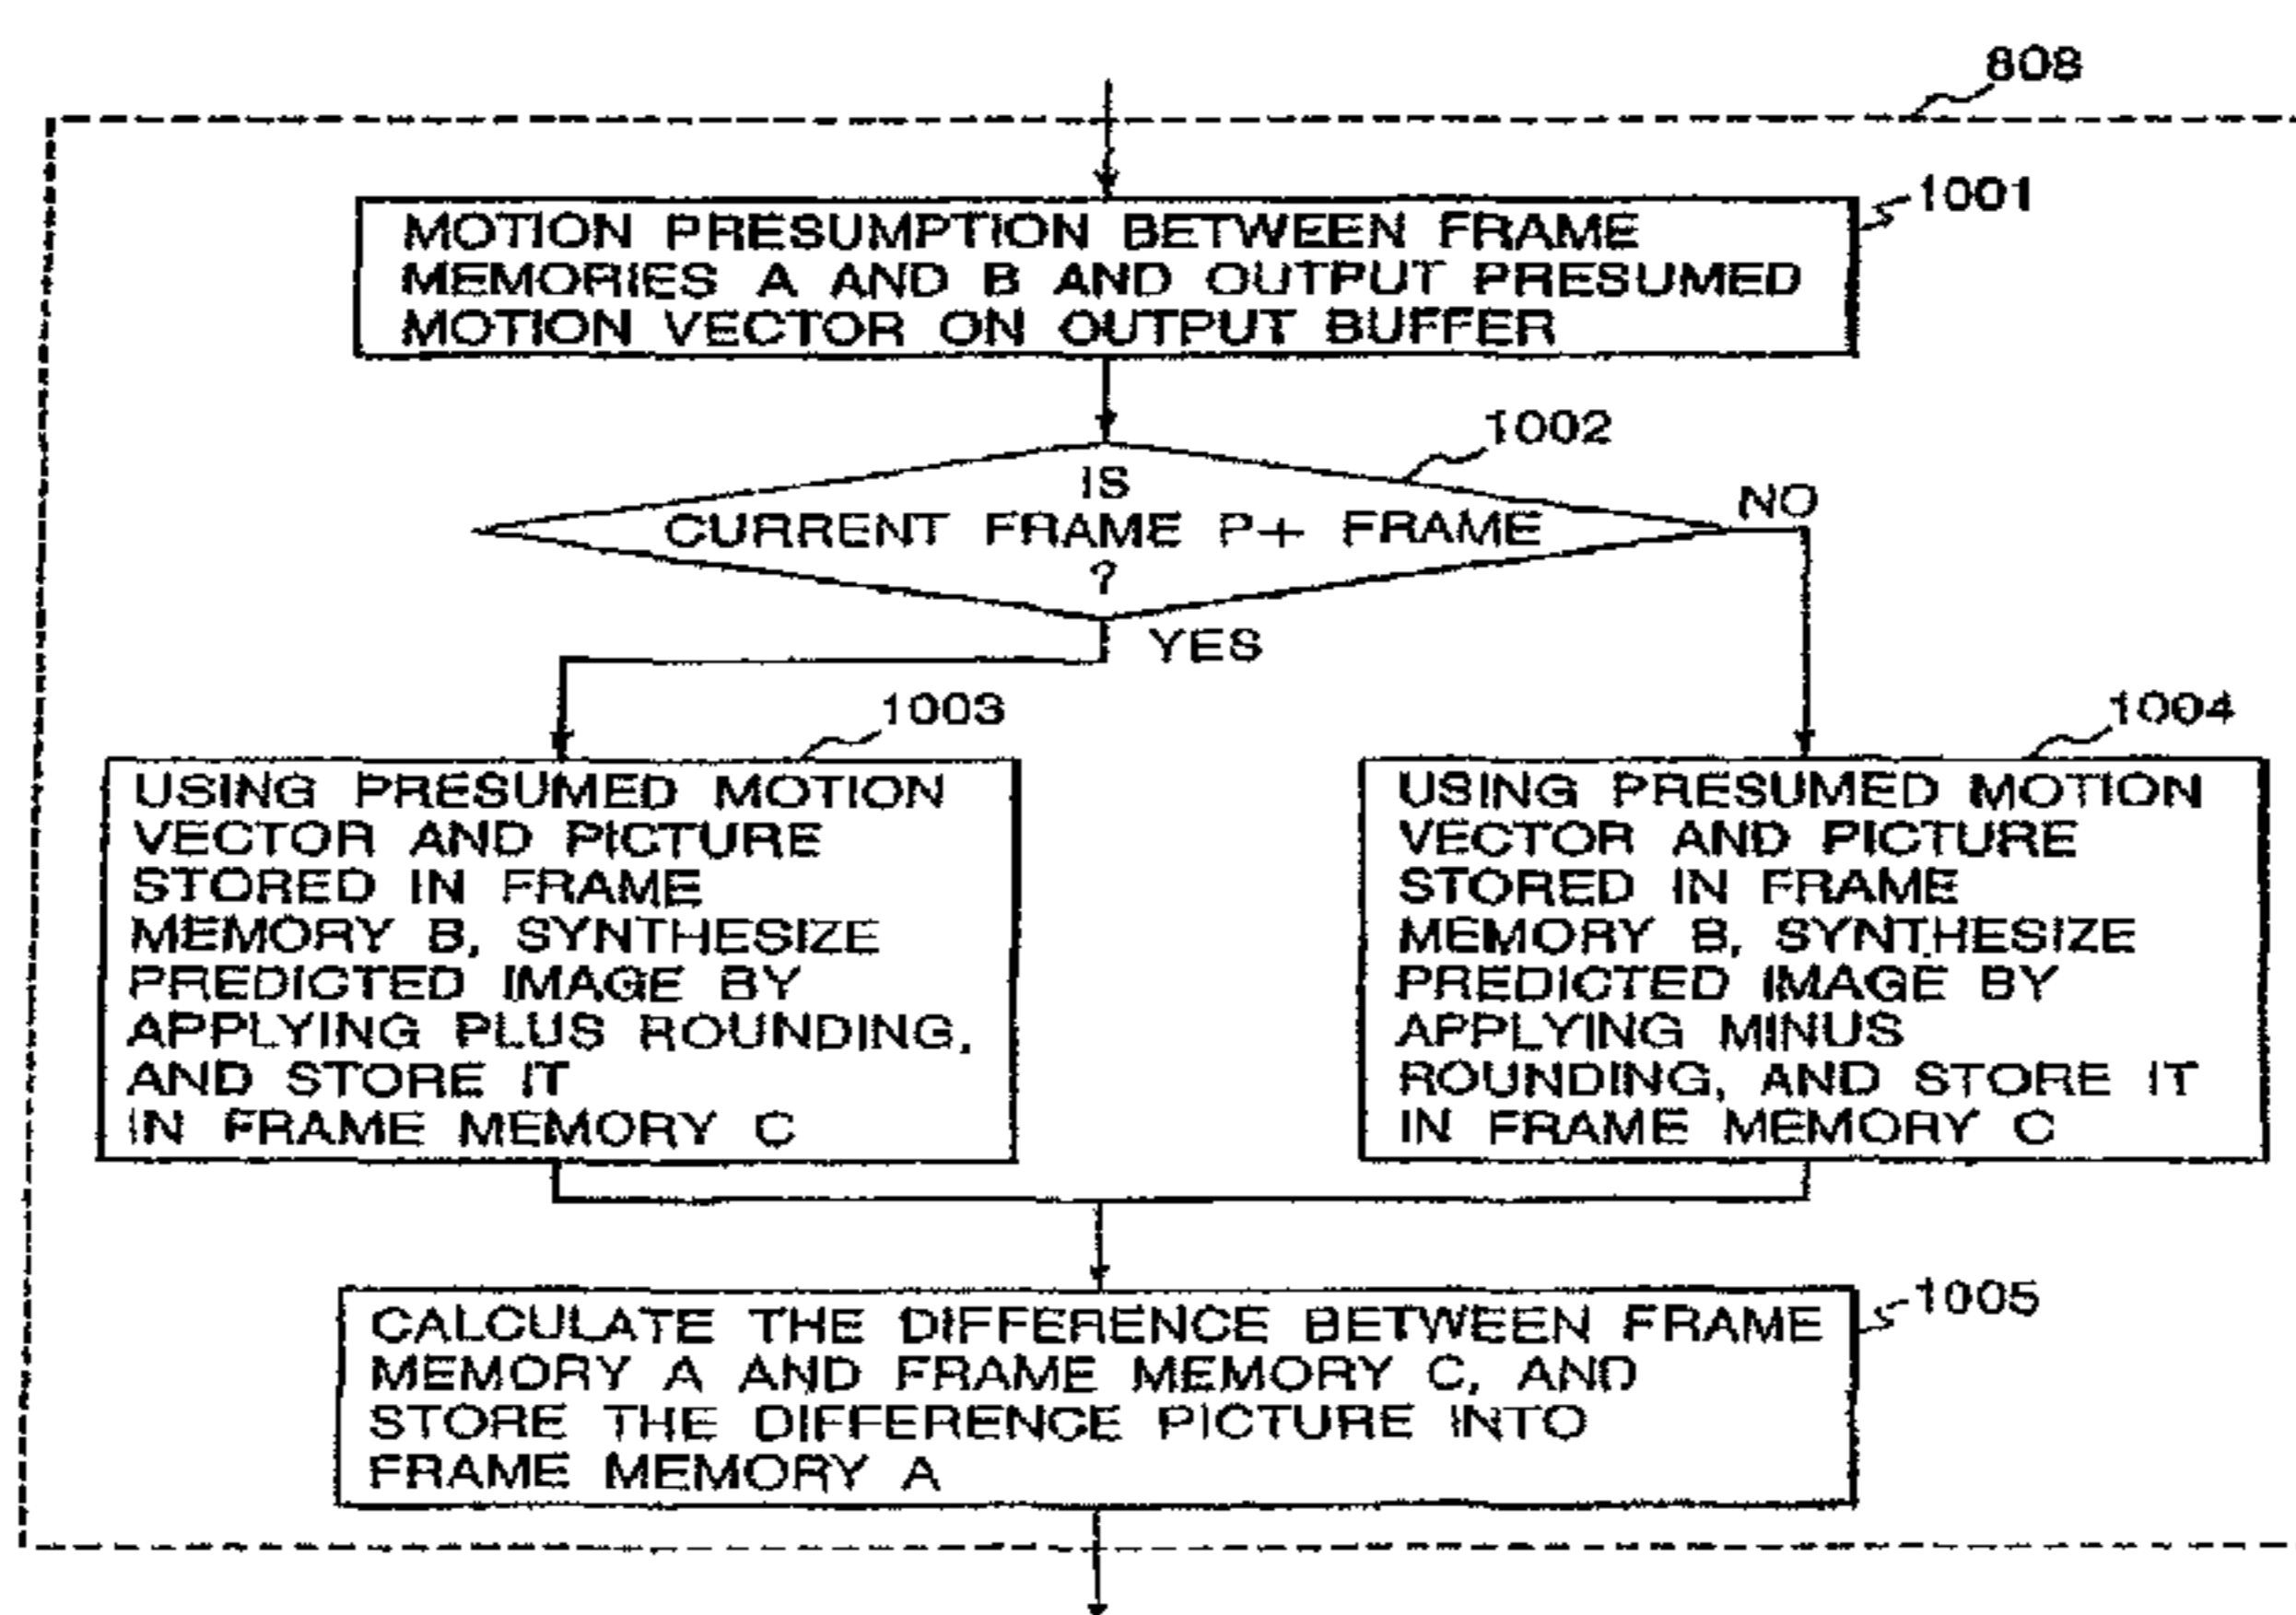 808
1001
MOTION PRESUMPTION BETWEEN FRAME
MEMORIES A AND B AND OUTPUT PRESUMED
MOTION VECTOR ON OUTPUT BUFFER
1002
IS
CURRENT FRAME P+ FRAME
?
NO
YES
1003
USING PRESUMED MOTION
VECTOR AND PICTURE
STORED IN FRAME
MEMORY B, SYNTHESIZE
PREDICTED IMAGE BY
APPLYING PLUS ROUNDING,
AND STORE IT
IN FRAME MEMORY C
1004
USING PRESUMED MOTION
VECTOR AND PICTURE
STORED IN FRAME
MEMORY B, SYNTHESIZE
PREDICTED IMAGE BY
APPLYING MINUS
ROUNDING, AND STORE IT
IN FRAME MEMORY C
1005
CALCULATE THE DIFFERENCE BETWEEN FRAME
MEMORY A AND FRAME MEMORY C, AND
STORE THE DIFFERENCE PICTURE INTO
FRAME MEMORY A